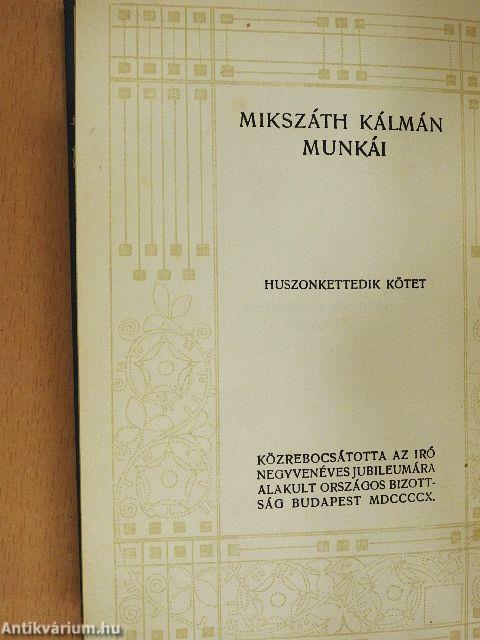 MIKSZÁTH KÁLMÁN
MUNKÁI
HUSZONKETTEDIK KÖTET
KÖZREBOCSÁTOTTA AZ IRÓ
NEGYVENÉVES JUBILEUMÁRA
ALAKULT ORSZÁGOS BIZOTT-
SÁG BUDAPEST MDCCCCX.
Antikvárium.hu